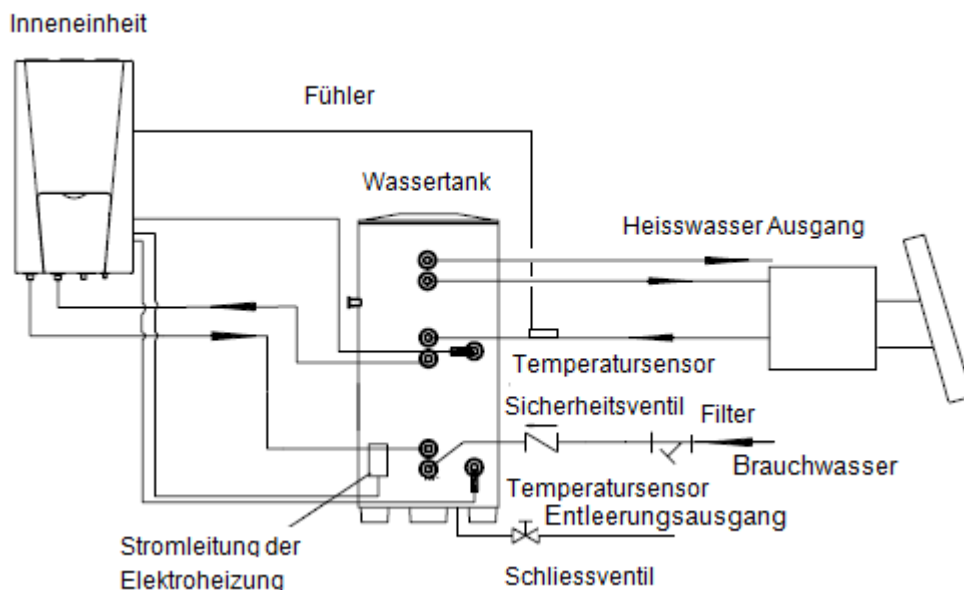 Inneneinheit
Fühler
Wassertank
Heisswasser Ausgang
Temperatursensor
Sicherheitsventil
Filter
Brauchwasser
Temperatursensor
Entleerungsausgang
Stromleitung der
Elektroheizung
Schliessventil